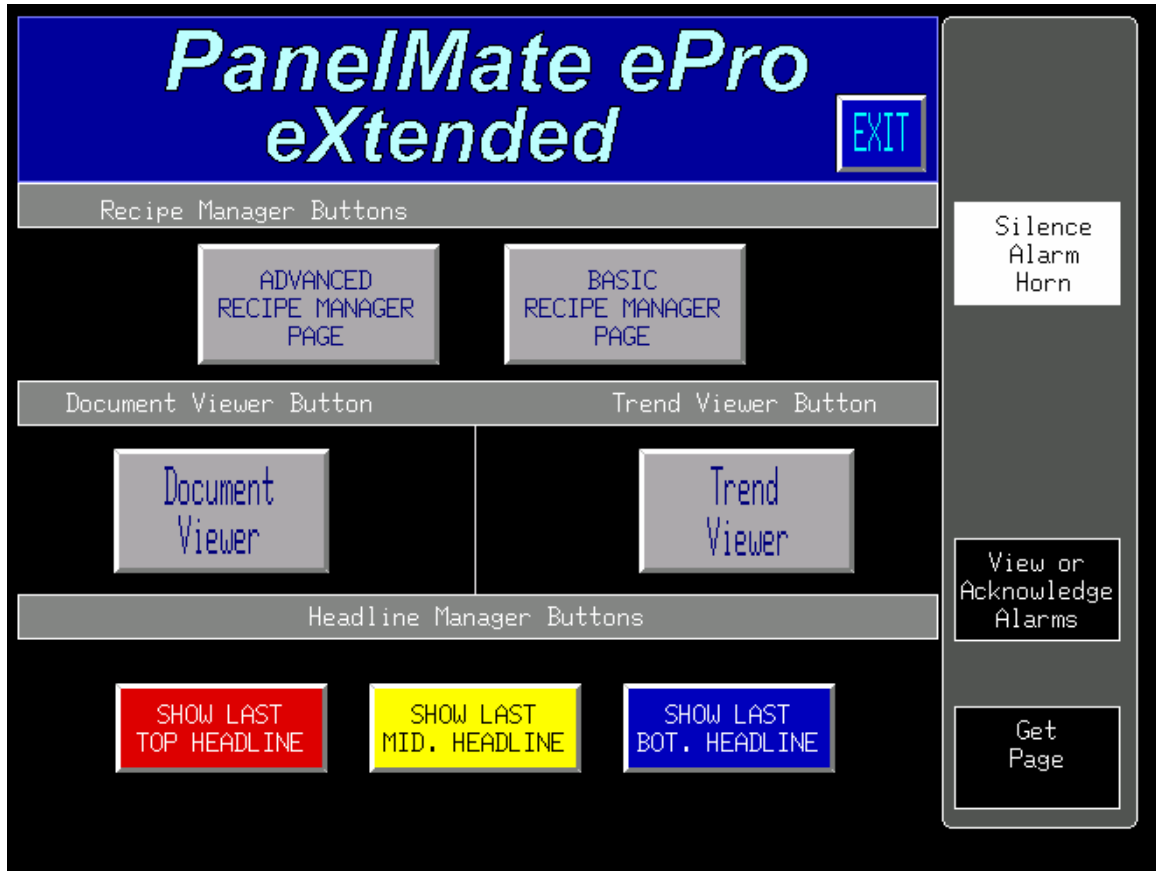 PanelMate ePro
eXtended
EXIT
Recipe Manager Buttons
ADVANCED
RECIPE MANAGER
PAGE
BASIC
RECIPE MANAGER
PAGE
Document Viewer Button
Trend Viewer Button
Document
Viewer
Trend
Viewer
Headline Manager Buttons
SHOW LAST
TOP HEADLINE
SHOW LAST
MID. HEADLINE
SHOW LAST
BOT. HEADLINE
Silence
Alarm
Horn
View or
Acknowledge
Alarms
Get
Page